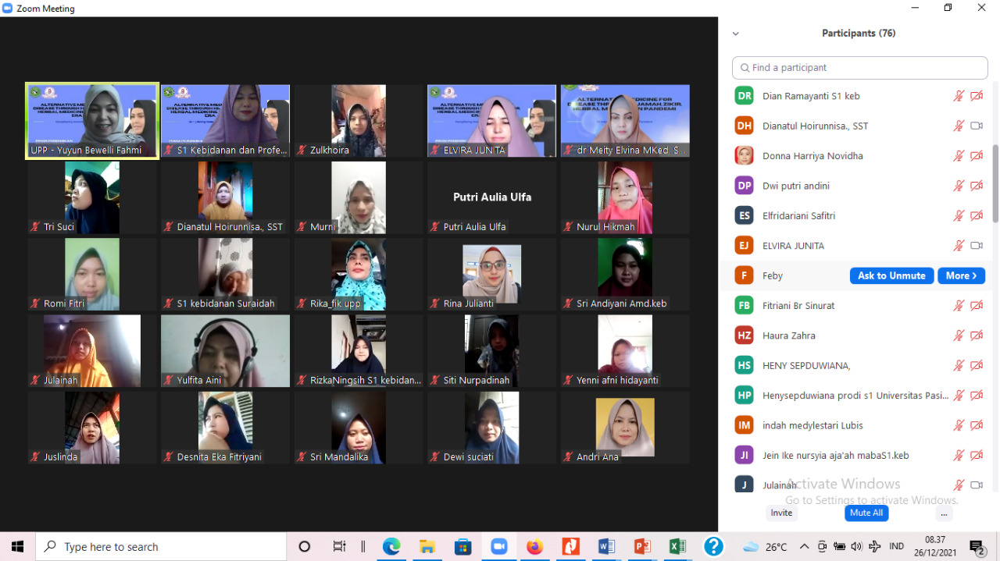 Zoom Meeting
UPP - Yuyun Bewelli Fahmi
S1 Kebidanan dan Profe...
Zulkhoira
ELVIRA JUNITA
dr Meity Elvina MKed S...
Tri Suci
Dianatul Hoirunnisa., SST
Murni
Putri Aulia Ulfa
Putri Aulia Ulfa
Nurul Hikmah
Romi Fitri
S1 kebidanan Suraidah
Rika_fik upp
Rina Julianti
Sri Andiyani Amd.keb
Julainah
Yulfita Aini
RizkaNingsih S1 kebidan...
Siti Nurpadinah
Yenni afni hidayanti
Juslinda
Desnita Eka Fitriyani
Sri Mandalika
Dewi suciati
Andri Ana
Participants (76)
Find a participant
DR Dian Ramayanti S1 keb
DH Dianatul Hoirunnisa., SST
Donna Harriya Novidha
DP Dwi putri andini
ES Elfridariani Safitri
EJ ELVIRA JUNITA
F Feby Ask to Unmute More
FB Fitriani Br Sinurat
HZ Haura Zahra
HS HENY SEPDUWIANA,
HP Henysepduwiana prodi s1 Universitas Pasi...
IM indah medylestari Lubis
JI Jein Ike nursyia aja'ah mabaS1.keb
J Julainah
Activate Windows
Go to Settings to activate Windows.
Invite Mute All ...
Type here to search
26°C IND 08.37
26/12/2021
2